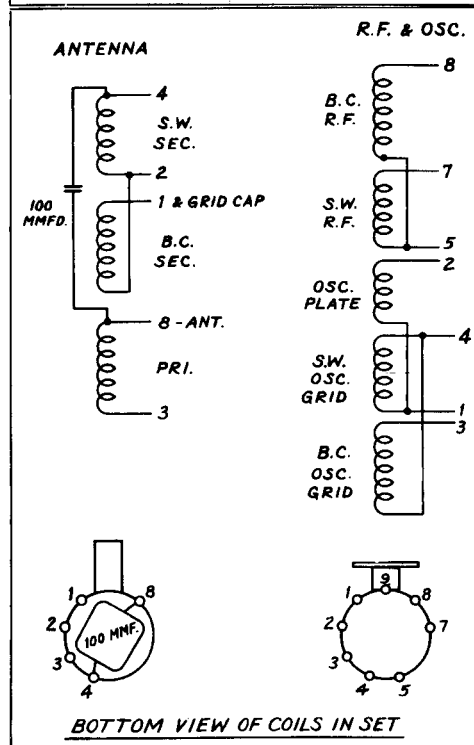 ANTENNA
4
S.W.
SEC.
2
100
MMFD.
1 & GRID CAP
B.C.
SEC.
8-ANT.
PRI.
3
R.F. & OSC.
8
B.C.
R.F.
7
S.W.
R.F.
5
2
OSC.
PLATE
4
S.W.
OSC.
GRID
1
3
B.C.
OSC.
GRID
1
8
2
100 MMF.
3
4
9
1
8
2
7
3
4
5
BOTTOM VIEW OF COILS IN SET